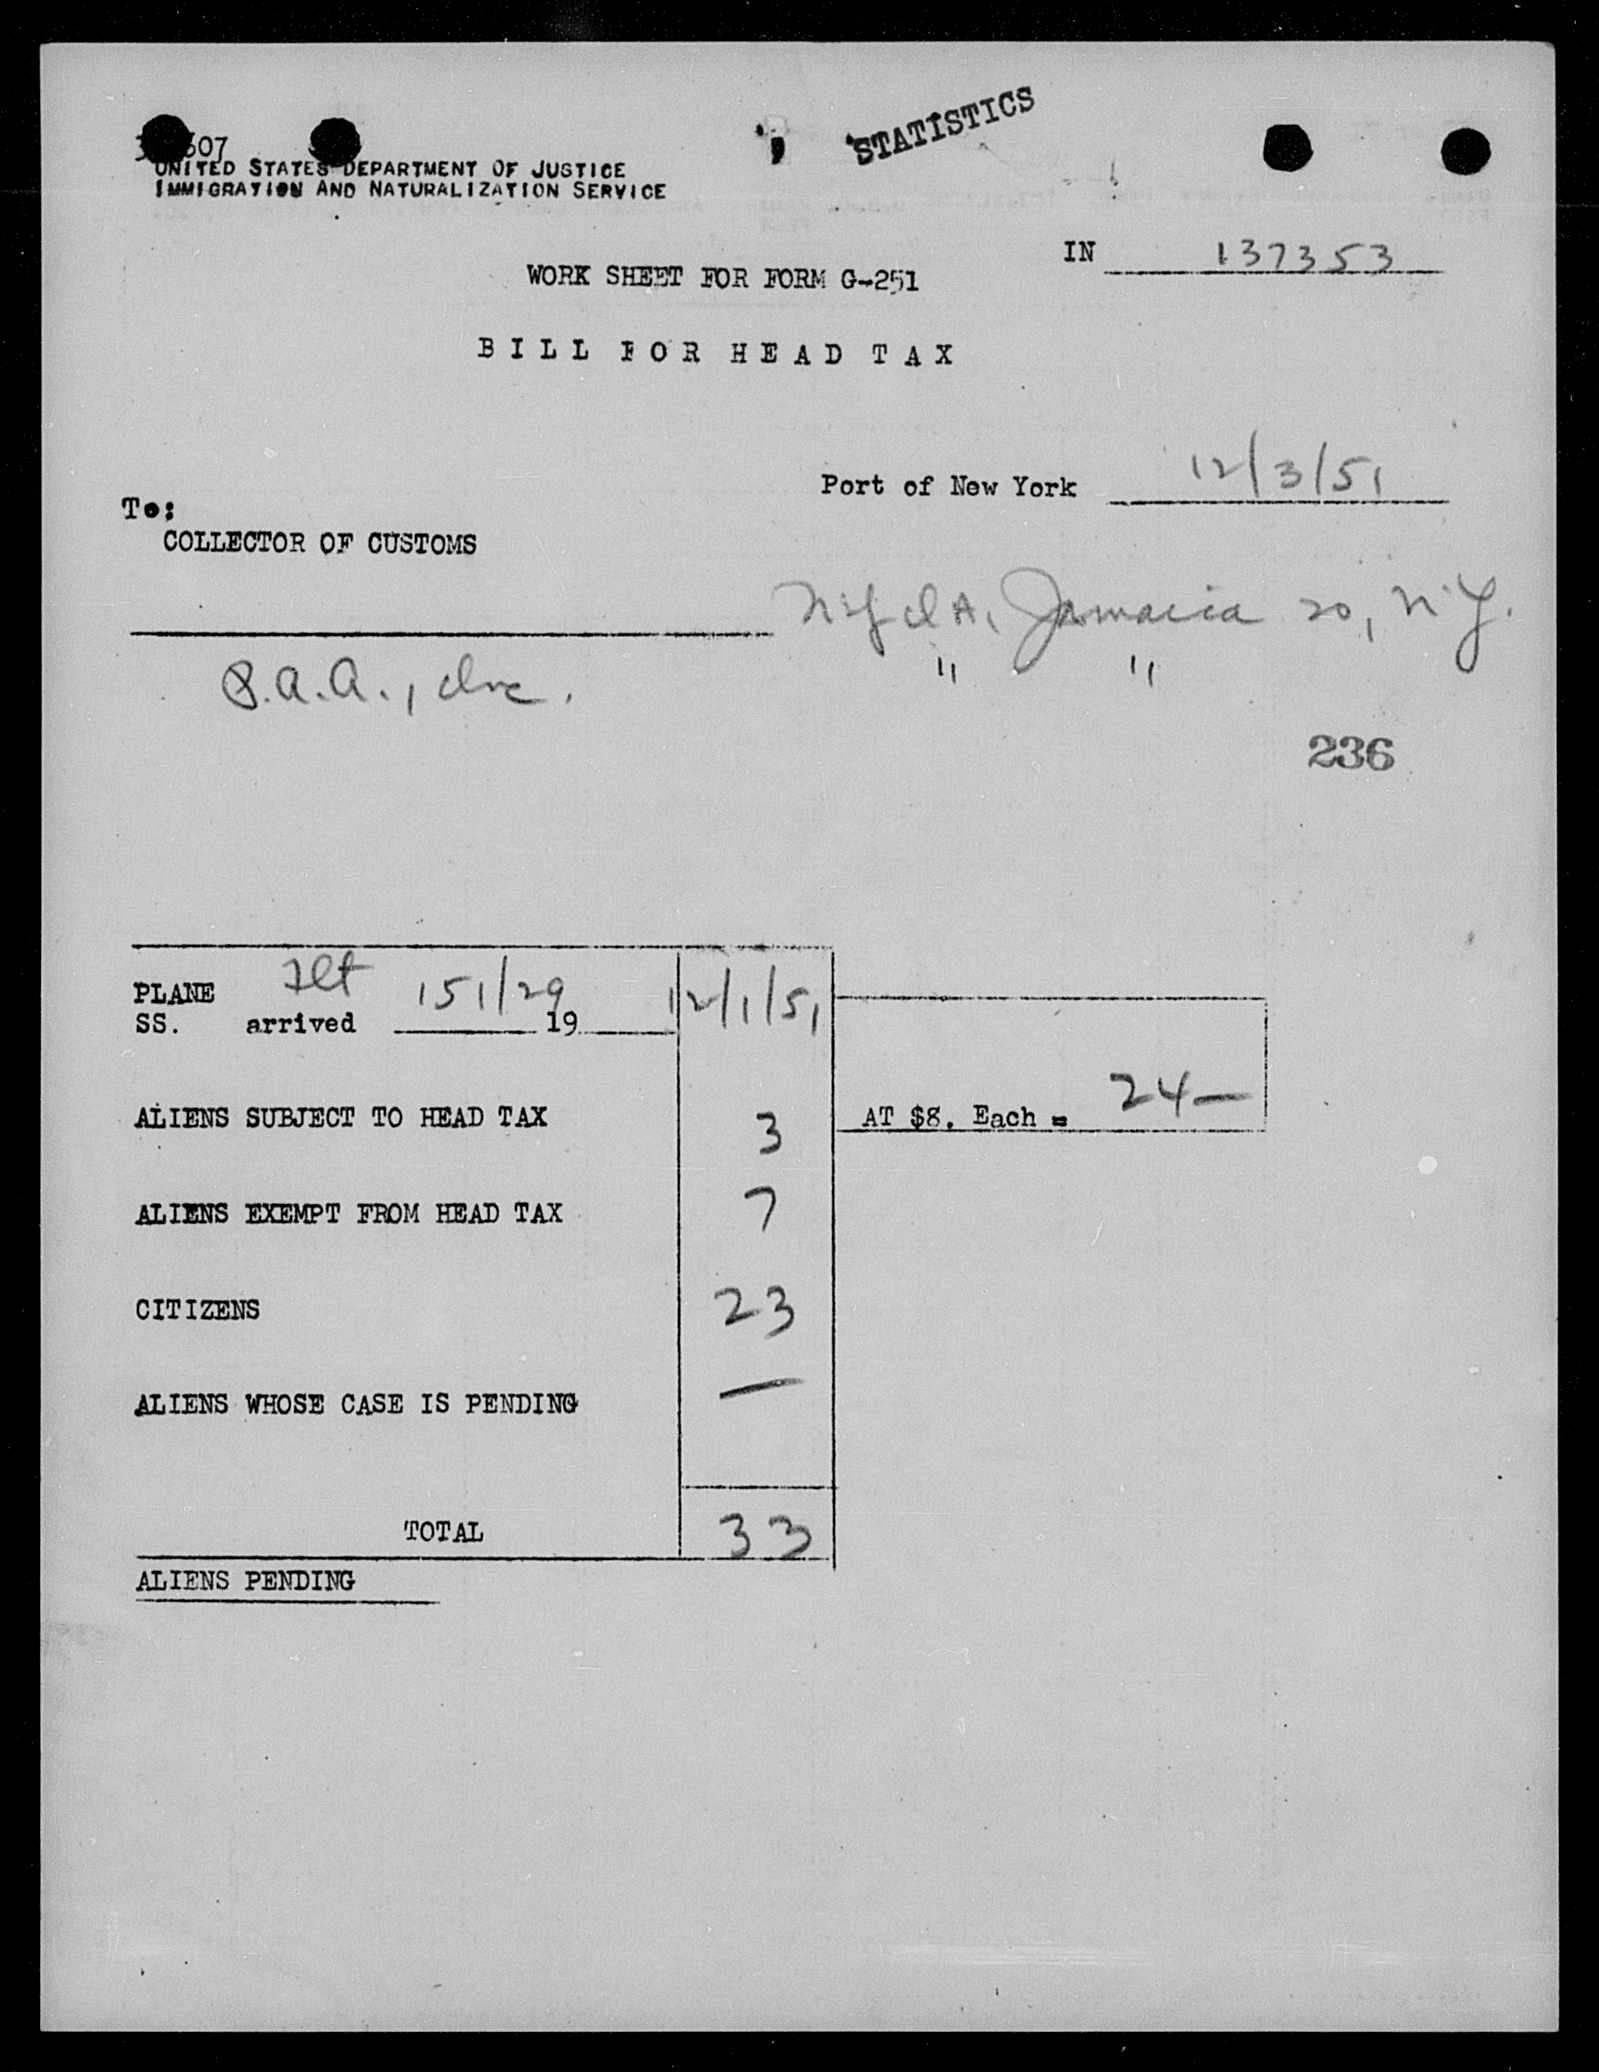 607
UNITED STATES DEPARTMENT OF JUSTICE
IMMIGRATION AND NATURALIZATION SERVICE
STATISTICS
IN 137353
WORK SHEET FOR FORM G-251
BILL FOR HEAD TAX
Port of New York 12/3/51
To:
COLLECTOR OF CUSTOMS
Jamaica 20, N.Y.
P.A.A., Inc. " "
236
PLANE Flt 151/29 12/1/51
SS. arrived 19
ALIENS SUBJECT TO HEAD TAX 3 AT $8. Each = 24—
ALIENS EXEMPT FROM HEAD TAX 7
CITIZENS 23
ALIENS WHOSE CASE IS PENDING —
TOTAL 33
ALIENS PENDING